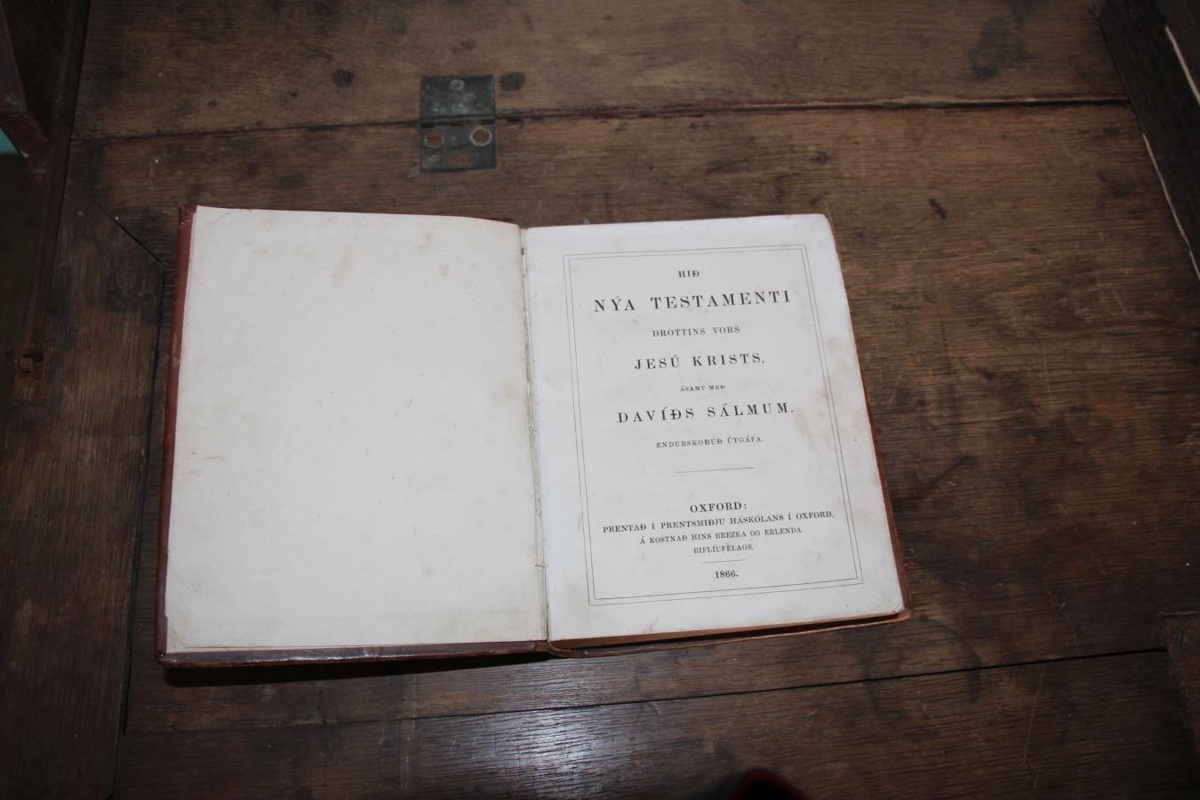 HIÐ
NÝA TESTAMENTI
DROTTINS VORS
JESÚ KRISTS,
ÁSAMT MEÐ
DAVÍÐS SÁLMUM.
ENDURSKOÐUÐ ÚTGÁFA.
OXFORD:
PRENTAÐ Í PRENTSMIÐJU HÁSKÓLANS Í OXFORD,
Á KOSTNAÐ HINS BREZKA OG ERLENDA
BIFLÍUFÉLAGS.
1866.